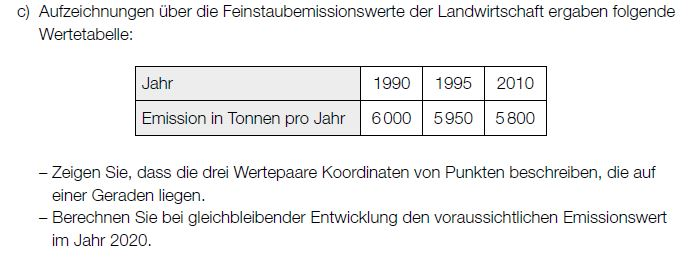 c) Aufzeichnungen über die Feinstaubemissionswerte der Landwirtschaft ergaben folgende
Wertetabelle:
Jahr 1990 1995 2010
Emission in Tonnen pro Jahr 6000 5950 5800
– Zeigen Sie, dass die drei Wertepaare Koordinaten von Punkten beschreiben, die auf
einer Geraden liegen.
– Berechnen Sie bei gleichbleibender Entwicklung den voraussichtlichen Emissionswert
im Jahr 2020.